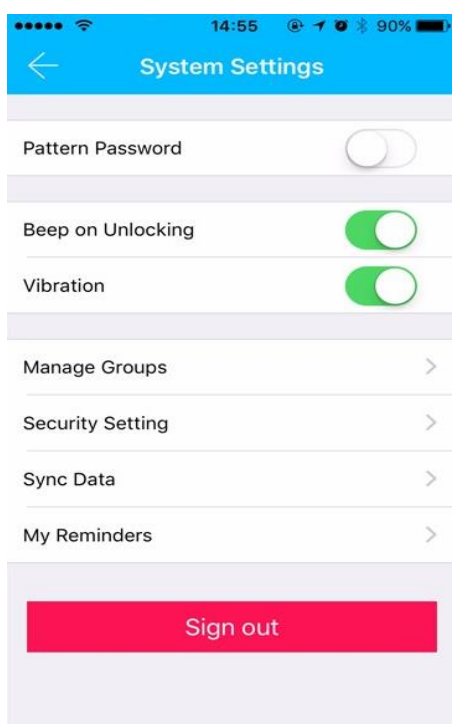 14:55 90%
System Settings
Pattern Password
Beep on Unlocking
Vibration
Manage Groups
Security Setting
Sync Data
My Reminders
Sign out